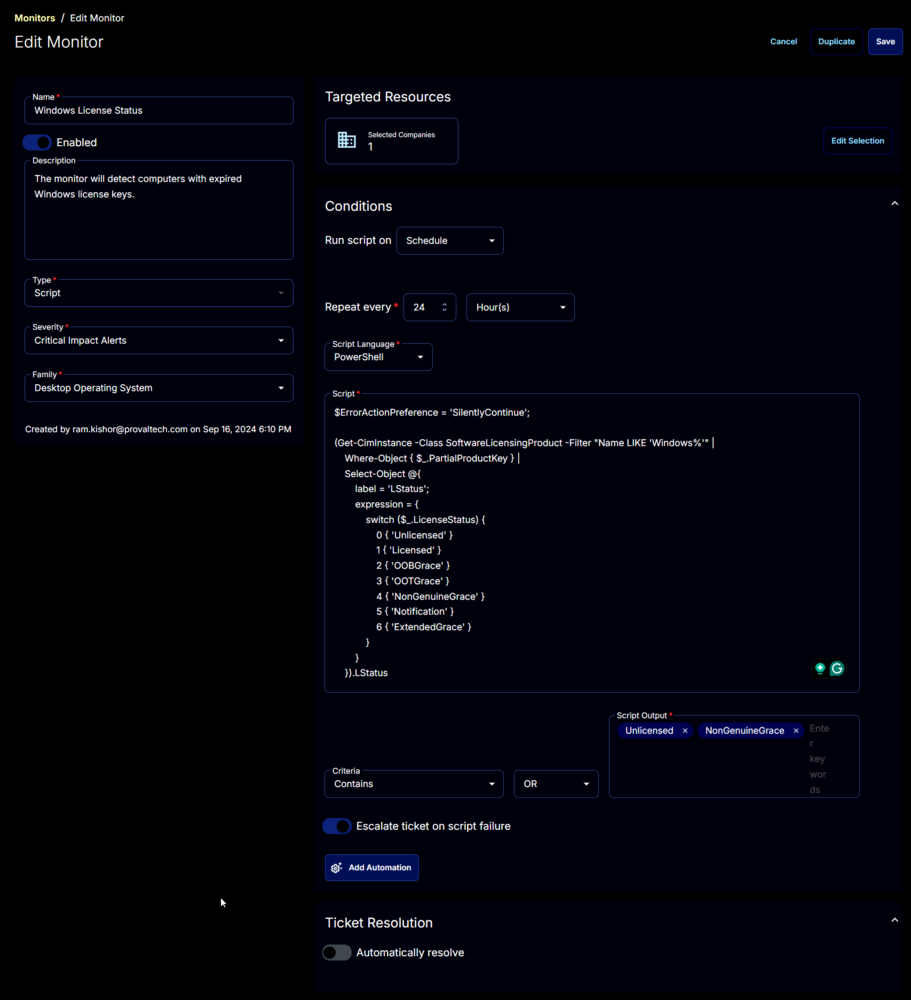 Monitors / Edit Monitor
Edit Monitor
Cancel
Duplicate
Save
Name *
Windows License Status
Enabled
Description
The monitor will detect computers with expired
Windows license keys.
Type *
Script
Severity *
Critical Impact Alerts
Family *
Desktop Operating System
Created by ram.kishor@provaltech.com on Sep 16, 2024 6:10 PM
Targeted Resources
Selected Companies
1
Edit Selection
Conditions
Run script on Schedule
Repeat every * 24 Hour(s)
Script Language *
PowerShell
Script *
$ErrorActionPreference = 'SilentlyContinue';
(Get-CimInstance -Class SoftwareLicensingProduct -Filter "Name LIKE 'Windows%'" |
Where-Object { $_.PartialProductKey } |
Select-Object @{
label = 'LStatus';
expression = {
switch ($_.LicenseStatus) {
0 { 'Unlicensed' }
1 { 'Licensed' }
2 { 'OOBGrace' }
3 { 'OOTGrace' }
4 { 'NonGenuineGrace' }
5 { 'Notification' }
6 { 'ExtendedGrace' }
}
}
}).LStatus
Criteria
Contains
OR
Script Output *
Unlicensed × NonGenuineGrace ×
Ente
r
key
wor
ds
Escalate ticket on script failure
Add Automation
Ticket Resolution
Automatically resolve